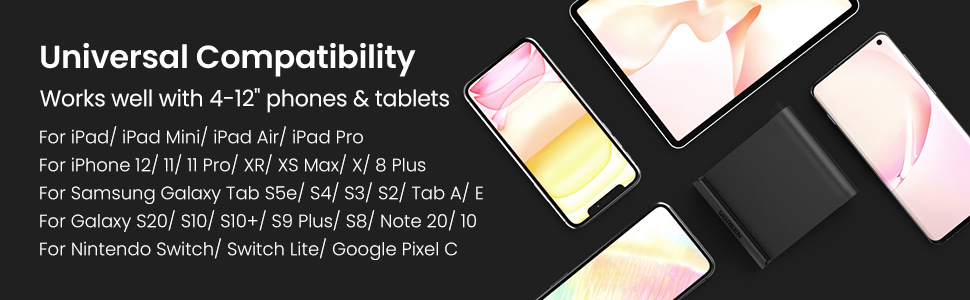 Universal Compatibility
Works well with 4-12" phones & tablets
For iPad/ iPad Mini/ iPad Air/ iPad Pro
For iPhone 12/ 11/ 11 Pro/ XR/ XS Max/ X/ 8 Plus
For Samsung Galaxy Tab S5e/ S4/ S3/ S2/ Tab A/ E
For Galaxy S20/ S10/ S10+/ S9 Plus/ S8/ Note 20/ 10
For Nintendo Switch/ Switch Lite/ Google Pixel C